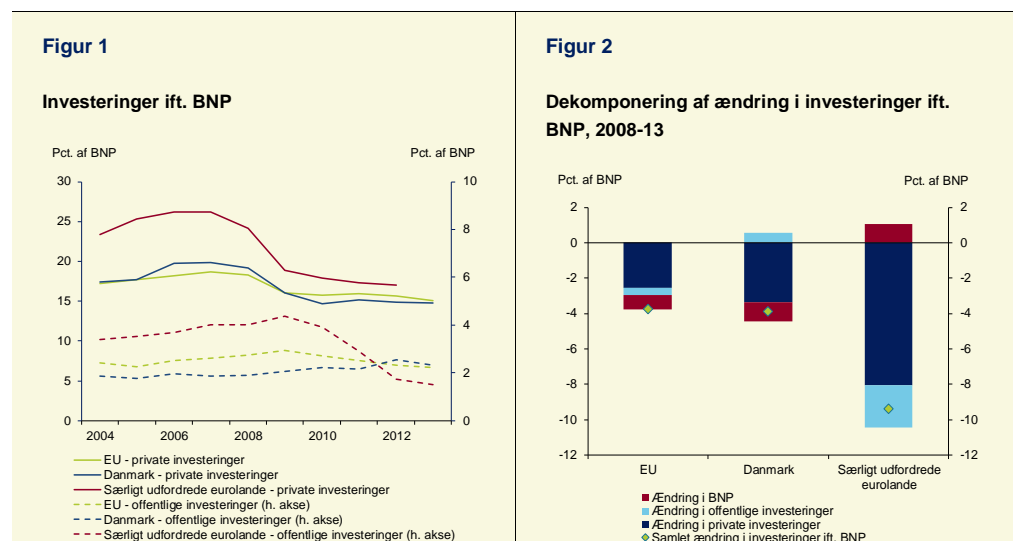 Figur 1
Investeringer ift. BNP
Pct. af BNP
Pct. af BNP
30
25
20
15
10
5
0
10
8
6
4
2
0
2004
2006
2008
2010
2012
EU - private investeringer
Danmark - private investeringer
Særligt udfordrede eurolande - private investeringer
EU - offentlige investeringer (h. akse)
Danmark - offentlige investeringer (h. akse)
Særligt udfordrede eurolande - offentlige investeringer (h. akse)
Figur 2
Dekomponering af ændring i investeringer ift.
BNP, 2008-13
Pct. af BNP
Pct. af BNP
2
0
-2
-4
-6
-8
-10
-12
2
0
-2
-4
-6
-8
-10
-12
EU
Danmark
Særligt udfordrede
eurolande
Ændring i BNP
Ændring i offentlige investeringer
Ændring i private investeringer
Samlet ændring i investeringer ift. BNP